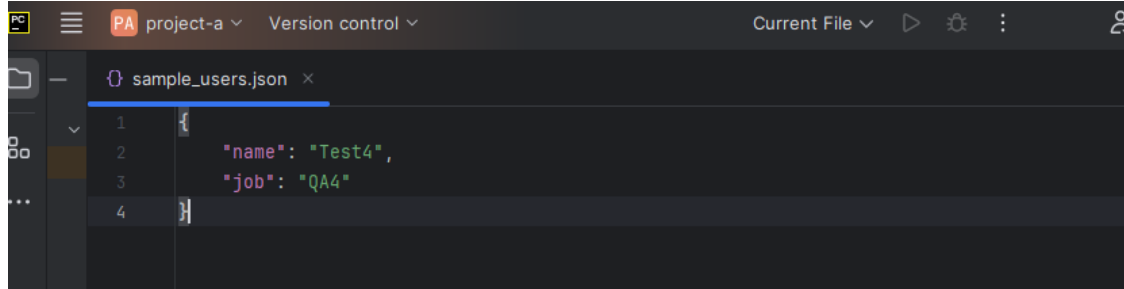 PC
PA project-a Version control Current File
{} sample_users.json ×
1 {
2 "name": "Test4",
3 "job": "QA4"
4 }